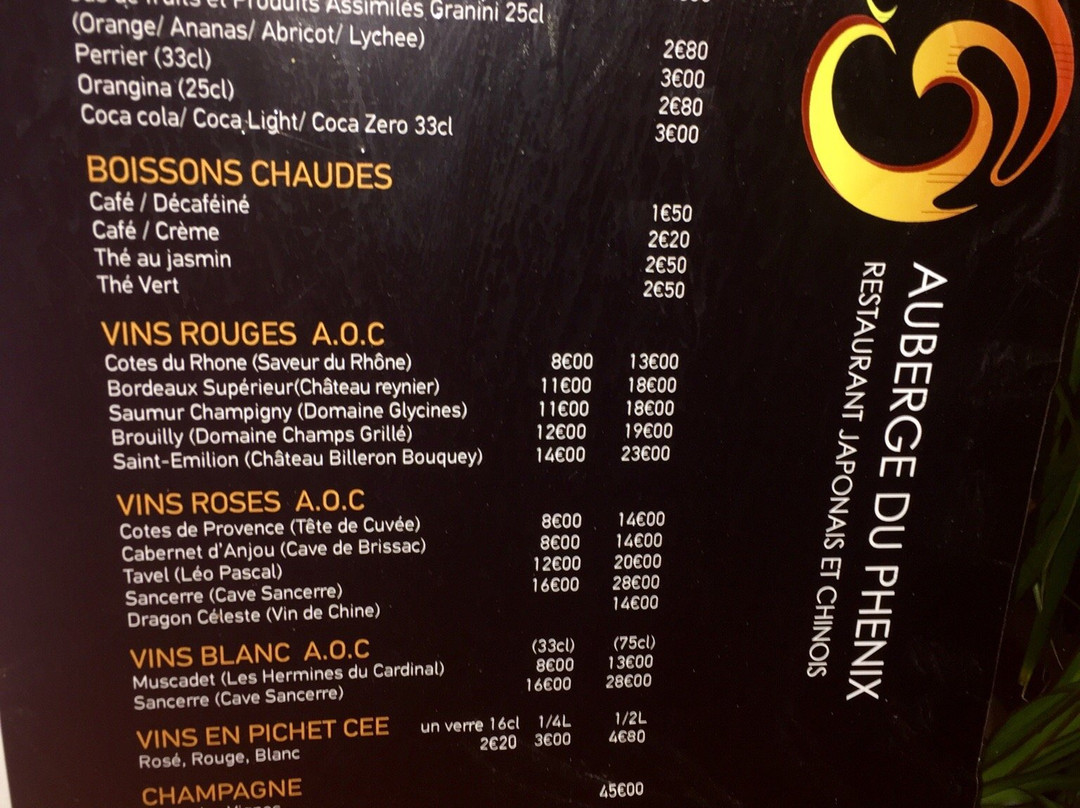 fruits et Produits Assimilés Granini 25cl
(Orange/ Ananas/ Abricot/ Lychee) 2€80
Perrier (33cl) 3€00
Orangina (25cl) 2€80
Coca cola/ Coca Light/ Coca Zero 33cl 3€00
BOISSONS CHAUDES
Café / Décaféiné 1€50
Café / Crème 2€20
Thé au jasmin 2€50
Thé Vert 2€50
VINS ROUGES A.O.C
Cotes du Rhone (Saveur du Rhône) 8€00 13€00
Bordeaux Supérieur(Château reynier) 11€00 18€00
Saumur Champigny (Domaine Glycines) 11€00 18€00
Brouilly (Domaine Champs Grillé) 12€00 19€00
Saint-Emilion (Château Billeron Bouquey) 14€00 23€00
VINS ROSES A.O.C
Cotes de Provence (Tête de Cuvée) 8€00 14€00
Cabernet d'Anjou (Cave de Brissac) 8€00 14€00
Tavel (Léo Pascal) 12€00 20€00
Sancerre (Cave Sancerre) 16€00 28€00
Dragon Céleste (Vin de Chine) 14€00
VINS BLANC A.O.C (33cl) (75cl)
Muscadet (Les Hermines du Cardinal) 8€00 13€00
Sancerre (Cave Sancerre) 16€00 28€00
VINS EN PICHET CEE un verre 16cl 1/4L 1/2L
Rosé, Rouge, Blanc 2€20 3€00 4€80
CHAMPAGNE 45€00
AUBERGE DU PHENIX
RESTAURANT JAPONAIS ET CHINOIS